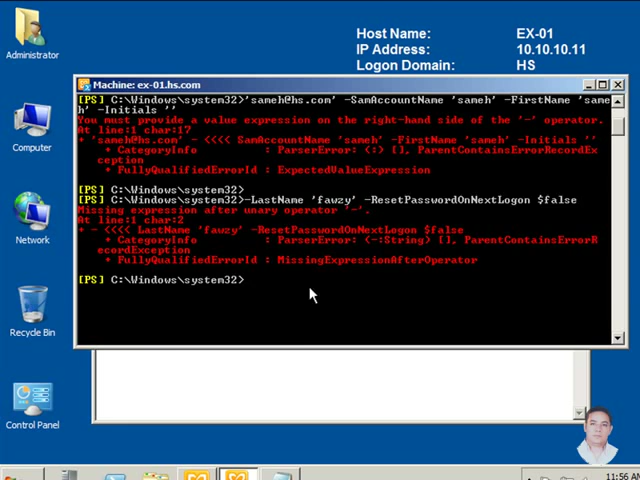 Host Name: EX-01
IP Address: 10.10.10.11
Logon Domain: HS
Administrator
Computer
Network
Recycle Bin
Control Panel
Machine: ex-01.hs.com
[PS] C:\Windows\system32>'sameh@hs.com' -SamAccountName 'sameh' -FirstName 'same
h' -Initials ''
You must provide a value expression on the right-hand side of the '-' operator.
At line:1 char:17
+ 'sameh@hs.com' - <<<< SamAccountName 'sameh' -FirstName 'sameh' -Initials ''
+ CategoryInfo : ParserError: (:) [], ParentContainsErrorRecordEx
ception
+ FullyQualifiedErrorId : ExpectedValueExpression
[PS] C:\Windows\system32>
[PS] C:\Windows\system32>-LastName 'fawzy' -ResetPasswordOnNextLogon $false
Missing expression after unary operator '-'.
At line:1 char:2
+ - <<<< LastName 'fawzy' -ResetPasswordOnNextLogon $false
+ CategoryInfo : ParserError: (-:String) [], ParentContainsErrorR
ecordException
+ FullyQualifiedErrorId : MissingExpressionAfterOperator
[PS] C:\Windows\system32>
11:56 AM